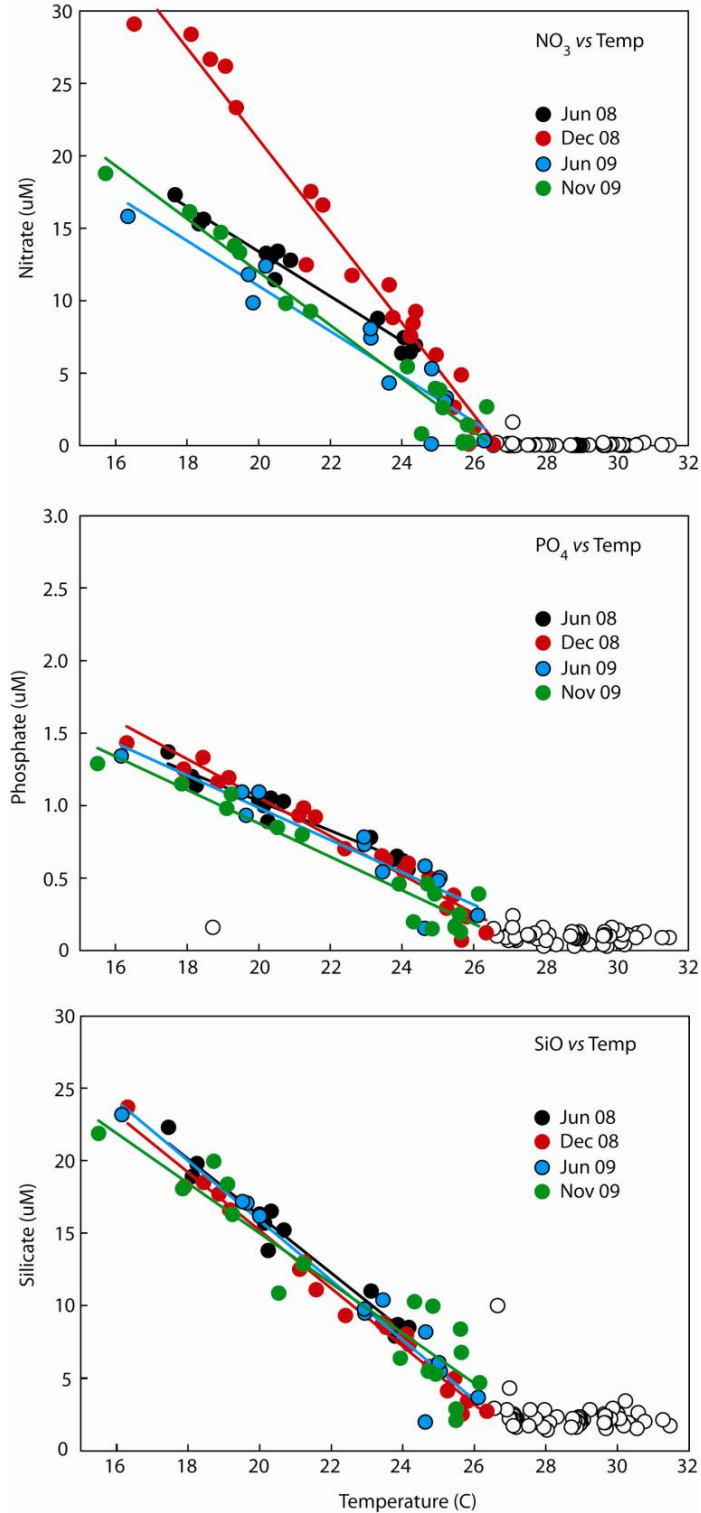 NO3 vs Temp
Jun 08
Dec 08
Jun 09
Nov 09
Nitrate (uM)
30
25
20
15
10
5
0
16 18 20 22 24 26 28 30 32
PO4 vs Temp
Jun 08
Dec 08
Jun 09
Nov 09
Phosphate (uM)
3.0
2.5
2.0
1.5
1.0
0.5
0
16 18 20 22 24 26 28 30 32
SiO vs Temp
Jun 08
Dec 08
Jun 09
Nov 09
Silicate (uM)
30
25
20
15
10
5
0
16 18 20 22 24 26 28 30 32
Temperature (C)